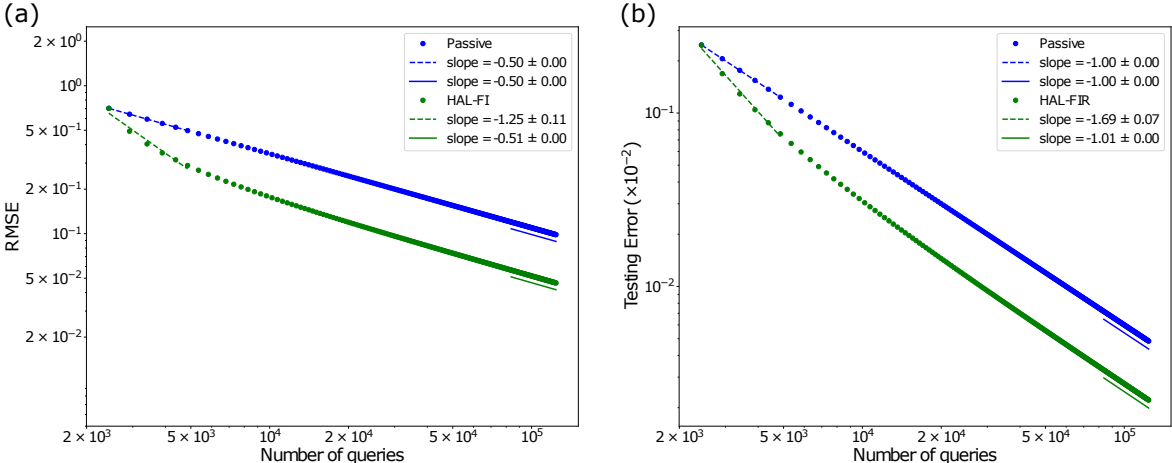 (a)
2 × 10⁰
10⁰
5 × 10⁻¹
2 × 10⁻¹
10⁻¹
5 × 10⁻²
2 × 10⁻²
RMSE
Passive
slope = -0.50 ± 0.00
slope = -0.50 ± 0.00
HAL-FI
slope = -1.25 ± 0.11
slope = -0.51 ± 0.00
2 × 10³
5 × 10³
10⁴
2 × 10⁴
5 × 10⁴
10⁵
Number of queries
(b)
10⁻¹
10⁻²
Testing Error (×10⁻²)
Passive
slope = -1.00 ± 0.00
slope = -1.00 ± 0.00
HAL-FIR
slope = -1.69 ± 0.07
slope = -1.01 ± 0.00
2 × 10³
5 × 10³
10⁴
2 × 10⁴
5 × 10⁴
10⁵
Number of queries